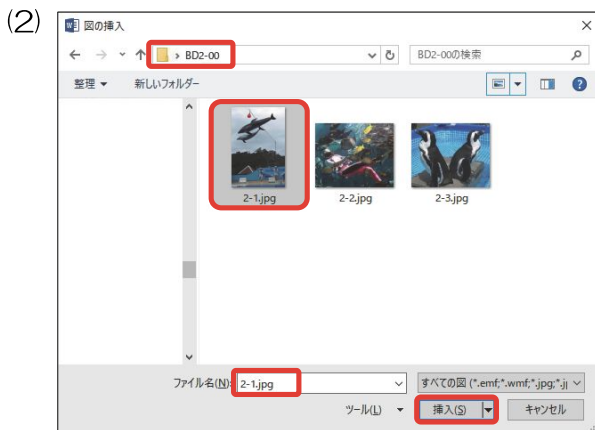 (2)
図の挿入
BD2-00
BD2-00の検索
整理 新しいフォルダー
2-1.jpg 2-2.jpg 2-3.jpg
ファイル名(N): 2-1.jpg すべての図 (*.emf;*.wmf;*.jpg;*.j
ツール(L) 挿入(S) キャンセル